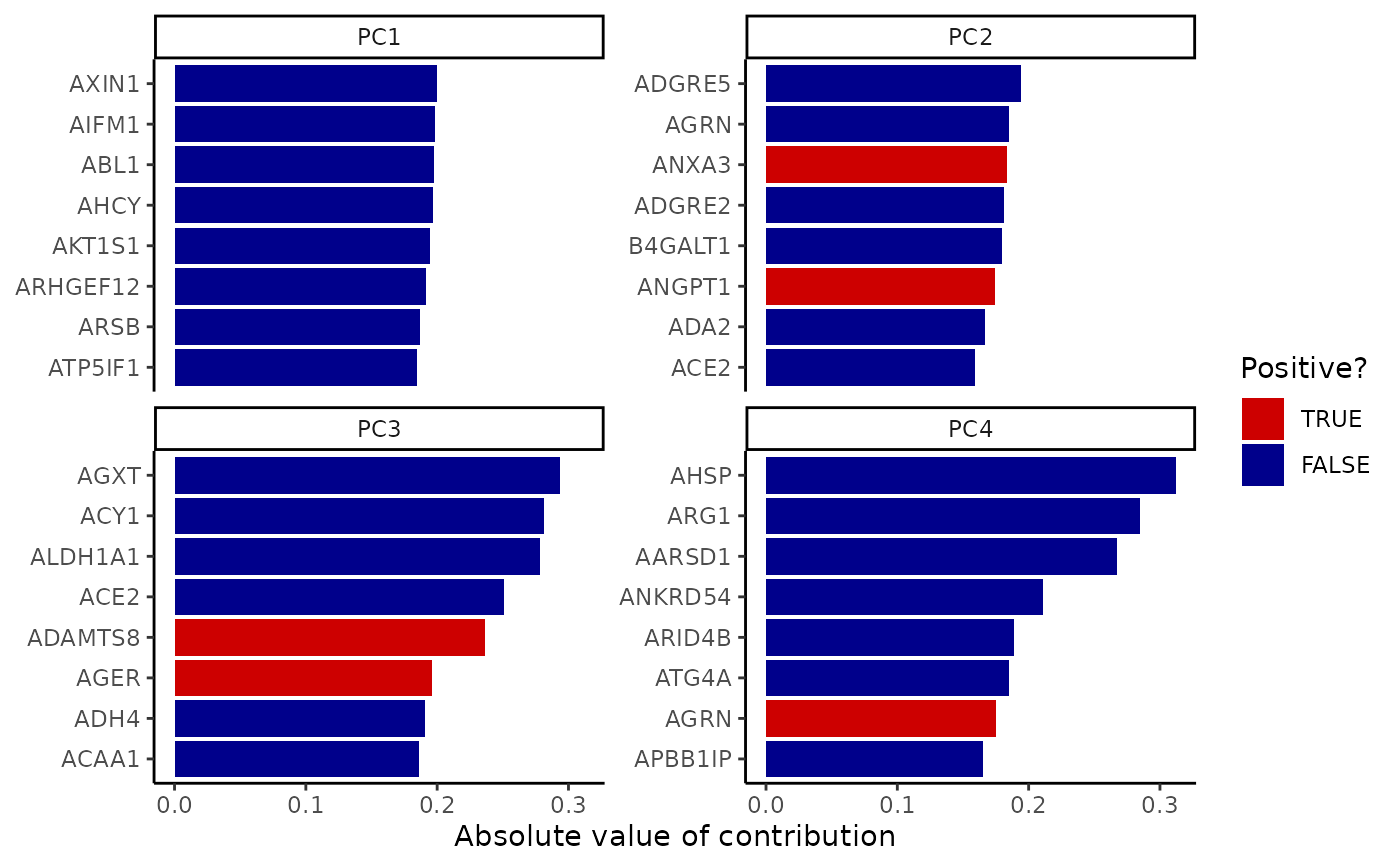 PC1
AXIN1
AIFM1
ABL1
AHCY
AKT1S1
ARHGEF12
ARSB
ATP5IF1
PC2
ADGRE5
AGRN
ANXA3
ADGRE2
B4GALT1
ANGPT1
ADA2
ACE2
PC3
AGXT
ACY1
ALDH1A1
ACE2
ADAMTS8
AGER
ADH4
ACAA1
0.0 0.1 0.2 0.3
PC4
AHSP
ARG1
AARSD1
ANKRD54
ARID4B
ATG4A
AGRN
APBB1IP
0.0 0.1 0.2 0.3
Absolute value of contribution
Positive?
TRUE
FALSE